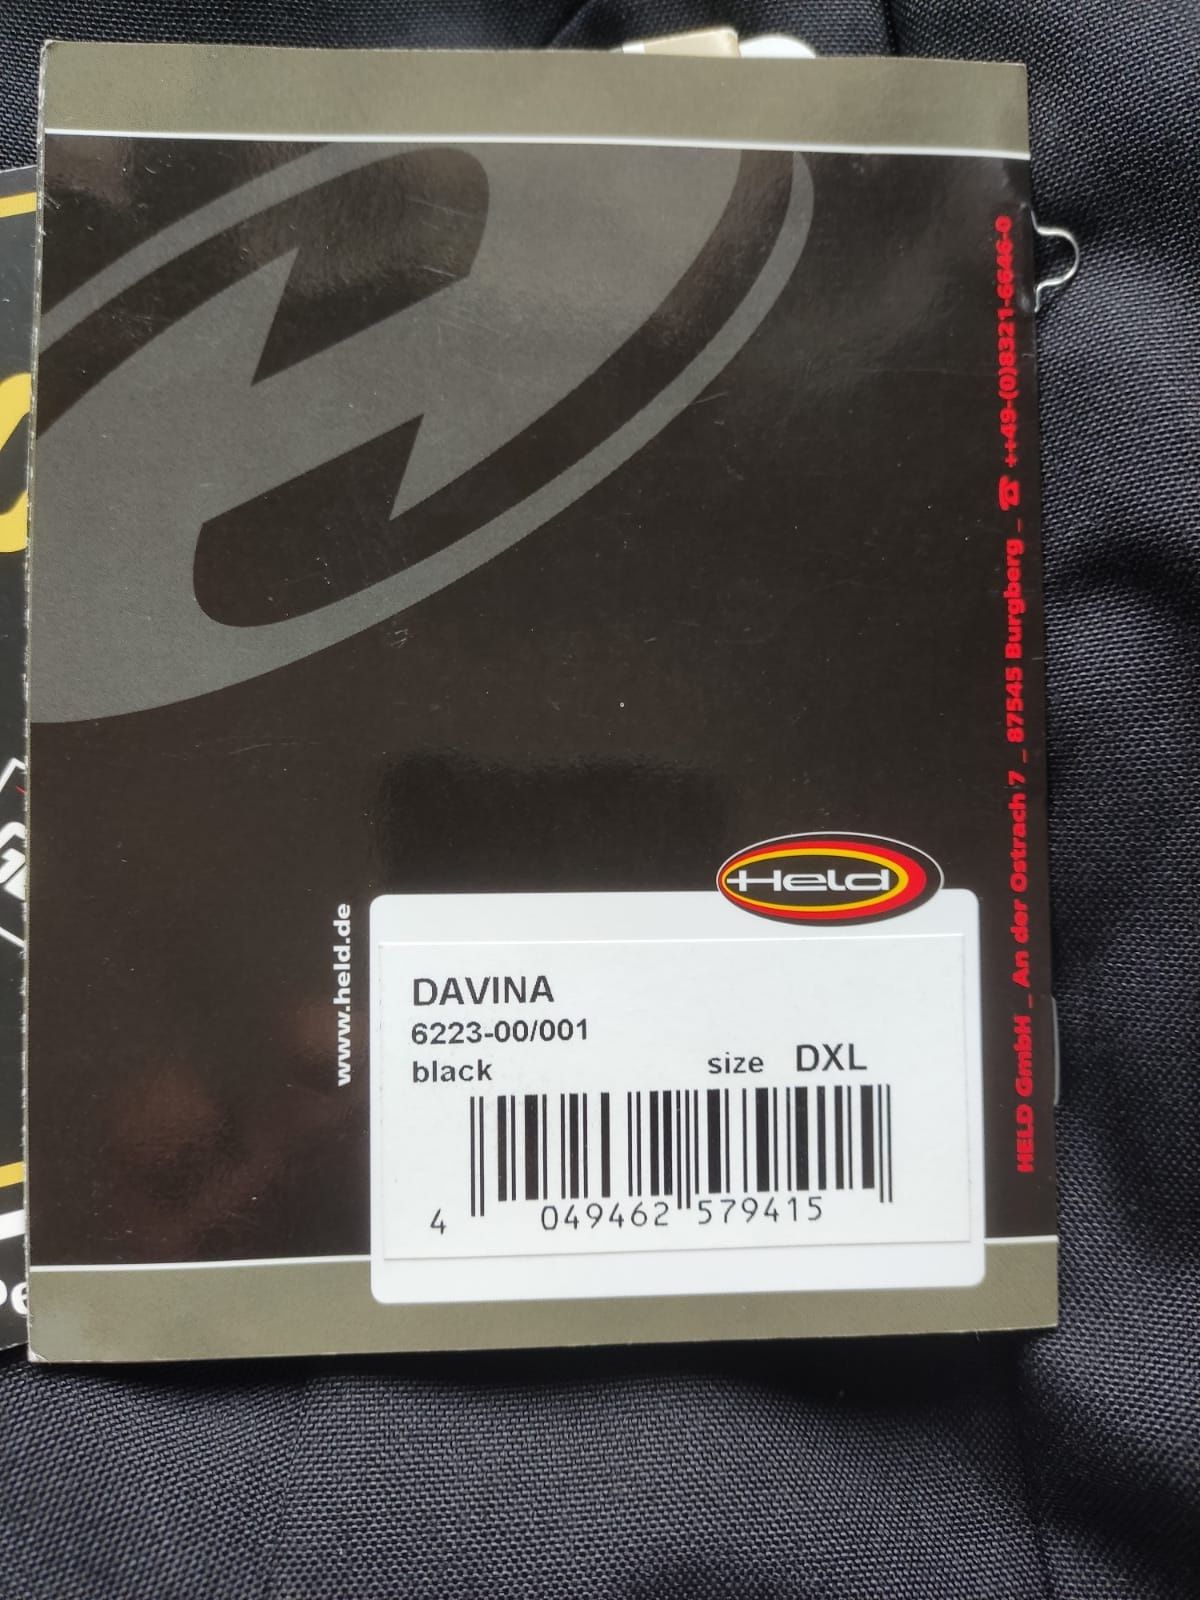 Held
DAVINA
6223-00/001
black
size DXL
4 049462 579415
www.held.de
HELD GmbH _ An der Ostrach 7 _ 87545 Burgberg _ ☎ ++49-(0)8321-6646-0